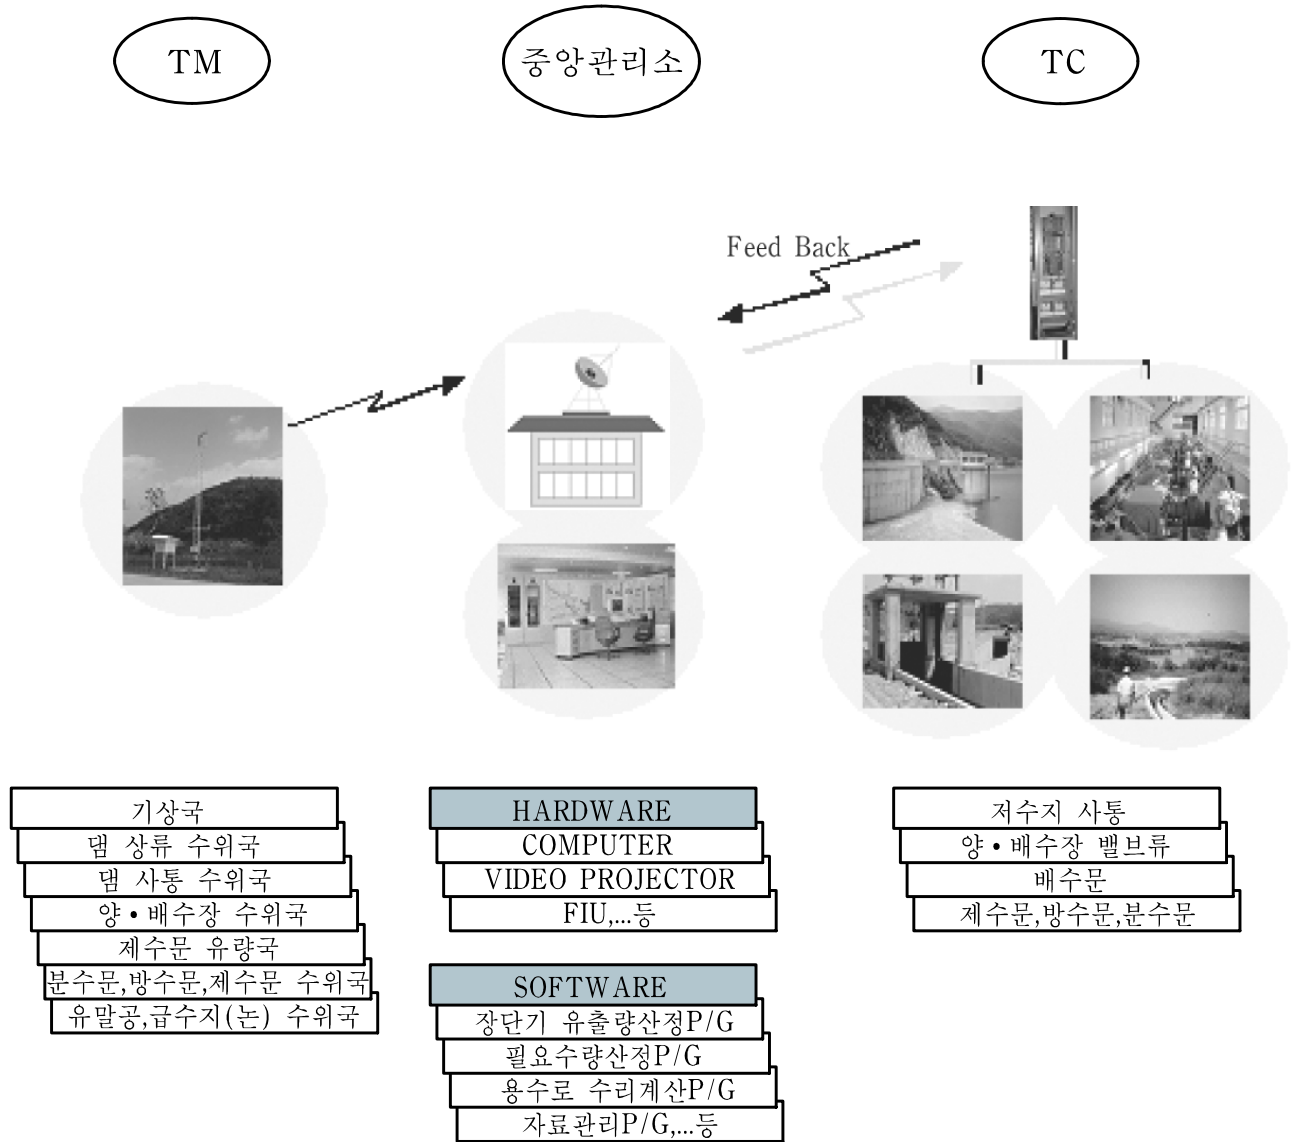 TM
중앙관리소
TC
Feed Back
기상국
댐 상류 수위국
댐 사통 수위국
양•배수장 수위국
제수문 유량국
분수문,방수문,제수문 수위국
유말공,급수지(논) 수위국
HARDWARE
COMPUTER
VIDEO PROJECTOR
FIU,...등
SOFTWARE
장단기 유출량산정P/G
필요수량산정P/G
용수로 수리계산P/G
자료관리P/G,...등
저수지 사통
양•배수장 밸브류
배수문
제수문,방수문,분수문